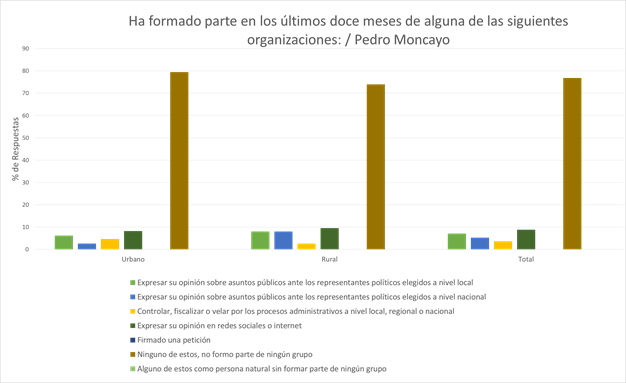 Ha formado parte en los últimos doce meses de alguna de las siguientes
organizaciones: / Pedro Moncayo
% de Respuestas
90
80
70
60
50
40
30
20
10
0
Urbano Rural Total
Expresar su opinión sobre asuntos públicos ante los representantes políticos elegidos a nivel local
Expresar su opinión sobre asuntos públicos ante los representantes políticos elegidos a nivel nacional
Controlar, fiscalizar o velar por los procesos administrativos a nivel local, regional o nacional
Expresar su opinión en redes sociales o internet
Firmado una petición
Ninguno de estos, no formo parte de ningún grupo
Alguno de estos como persona natural sin formar parte de ningún grupo